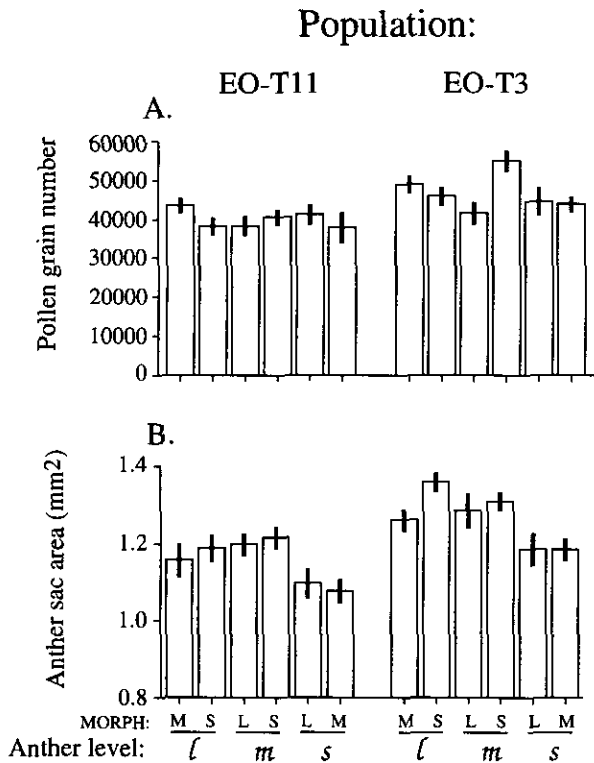 Population:
EO-T11 EO-T3
A.
Pollen grain number
60000
50000
40000
30000
20000
10000
0
B.
Anther sac area (mm2)
1.4
1.2
1.0
0.8
MORPH: M S L S L M M S L S L M
Anther level: l m s l m s